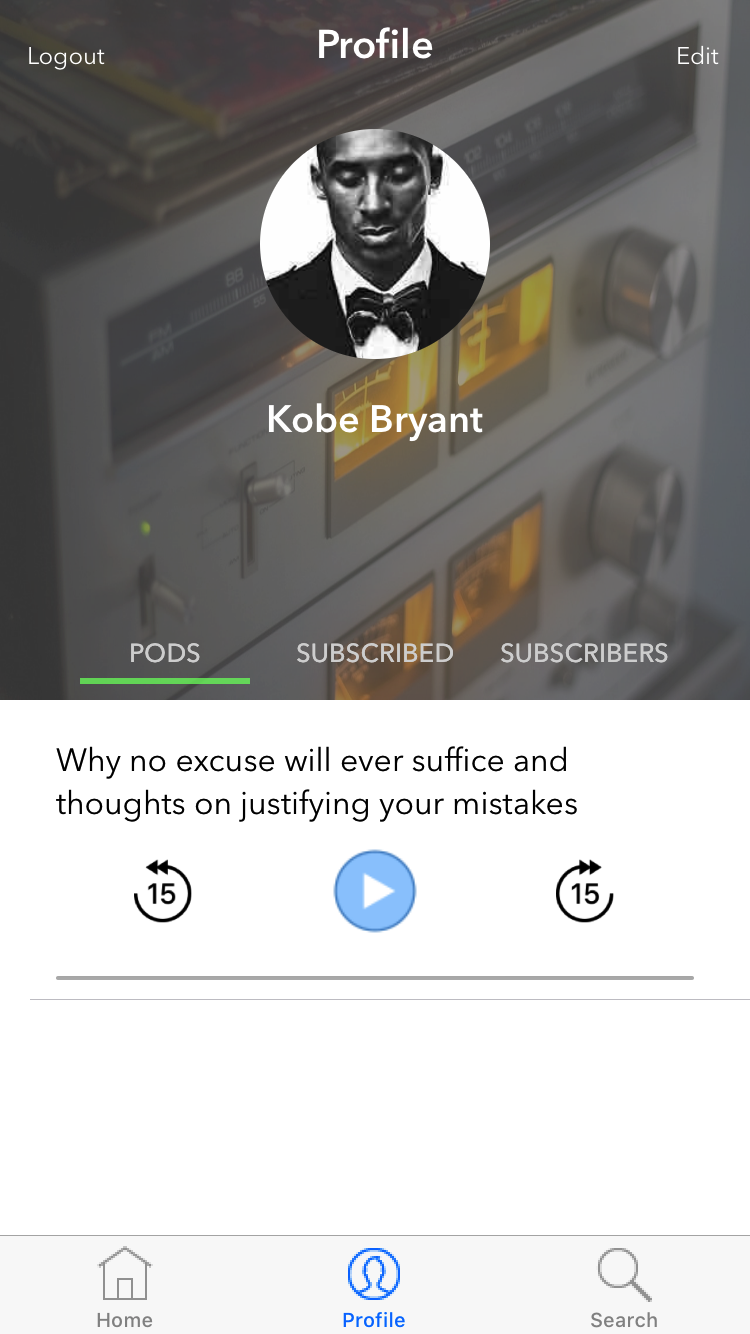 Logout
Profile
Edit
Kobe Bryant
PODS
SUBSCRIBED
SUBSCRIBERS
Why no excuse will ever suffice and
thoughts on justifying your mistakes
15
15
Home
Profile
Search